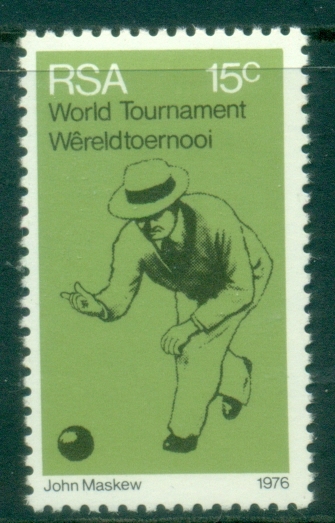 RSA 15c
World Tournament
Wêreldtoernooi
John Maskew 1976